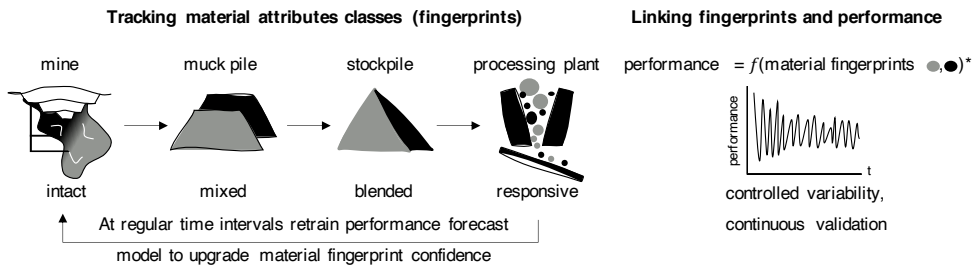 Tracking material attributes classes (fingerprints)
Linking fingerprints and performance
mine
muck pile
stockpile
processing plant
performance = f(material fingerprints , )*
performance
t
intact
mixed
blended
responsive
controlled variability,
continuous validation
At regular time intervals retrain performance forecast
model to upgrade material fingerprint confidence